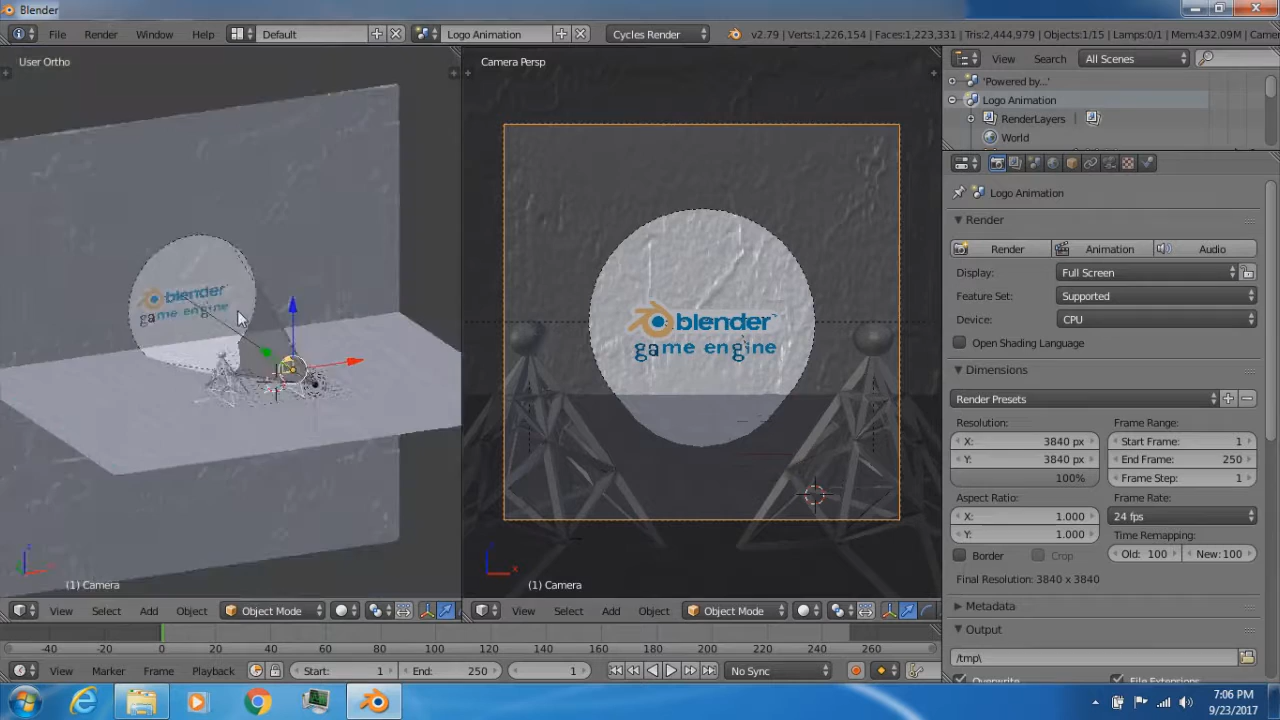 Blender
File Render Window Help Default Logo Animation Cycles Render v2.79 | Verts:1,226,154 | Faces:1,223,331 | Tris:2,444,979 | Objects:1/15 | Lamps:0/1 | Mem:432.09M | Camer
User Ortho
Camera Persp
View Search All Scenes
'Powered by...'
Logo Animation
RenderLayers |
World
Logo Animation
Render
Render Animation Audio
Display: Full Screen
Feature Set: Supported
Device: CPU
Open Shading Language
Dimensions
Render Presets
Resolution: Frame Range:
X: 3840 px Start Frame: 1
Y: 3840 px End Frame: 250
100% Frame Step: 1
Aspect Ratio: Frame Rate:
X: 1.000 24 fps
Y: 1.000 Time Remapping:
Border Crop Old: 100 New: 100
Final Resolution: 3840 x 3840
Metadata
Output
/tmp\
Overwrite File Extensions
blender
game engine
blender
game engine
(1) Camera
(1) Camera
View Select Add Object Object Mode
View Select Add Object Object Mode
-40 -20 0 20 40 60 80 100 120 140 160 180 200 220 240 260
View Marker Frame Playback Start: 1 End: 250 1 No Sync
7:06 PM
9/23/2017